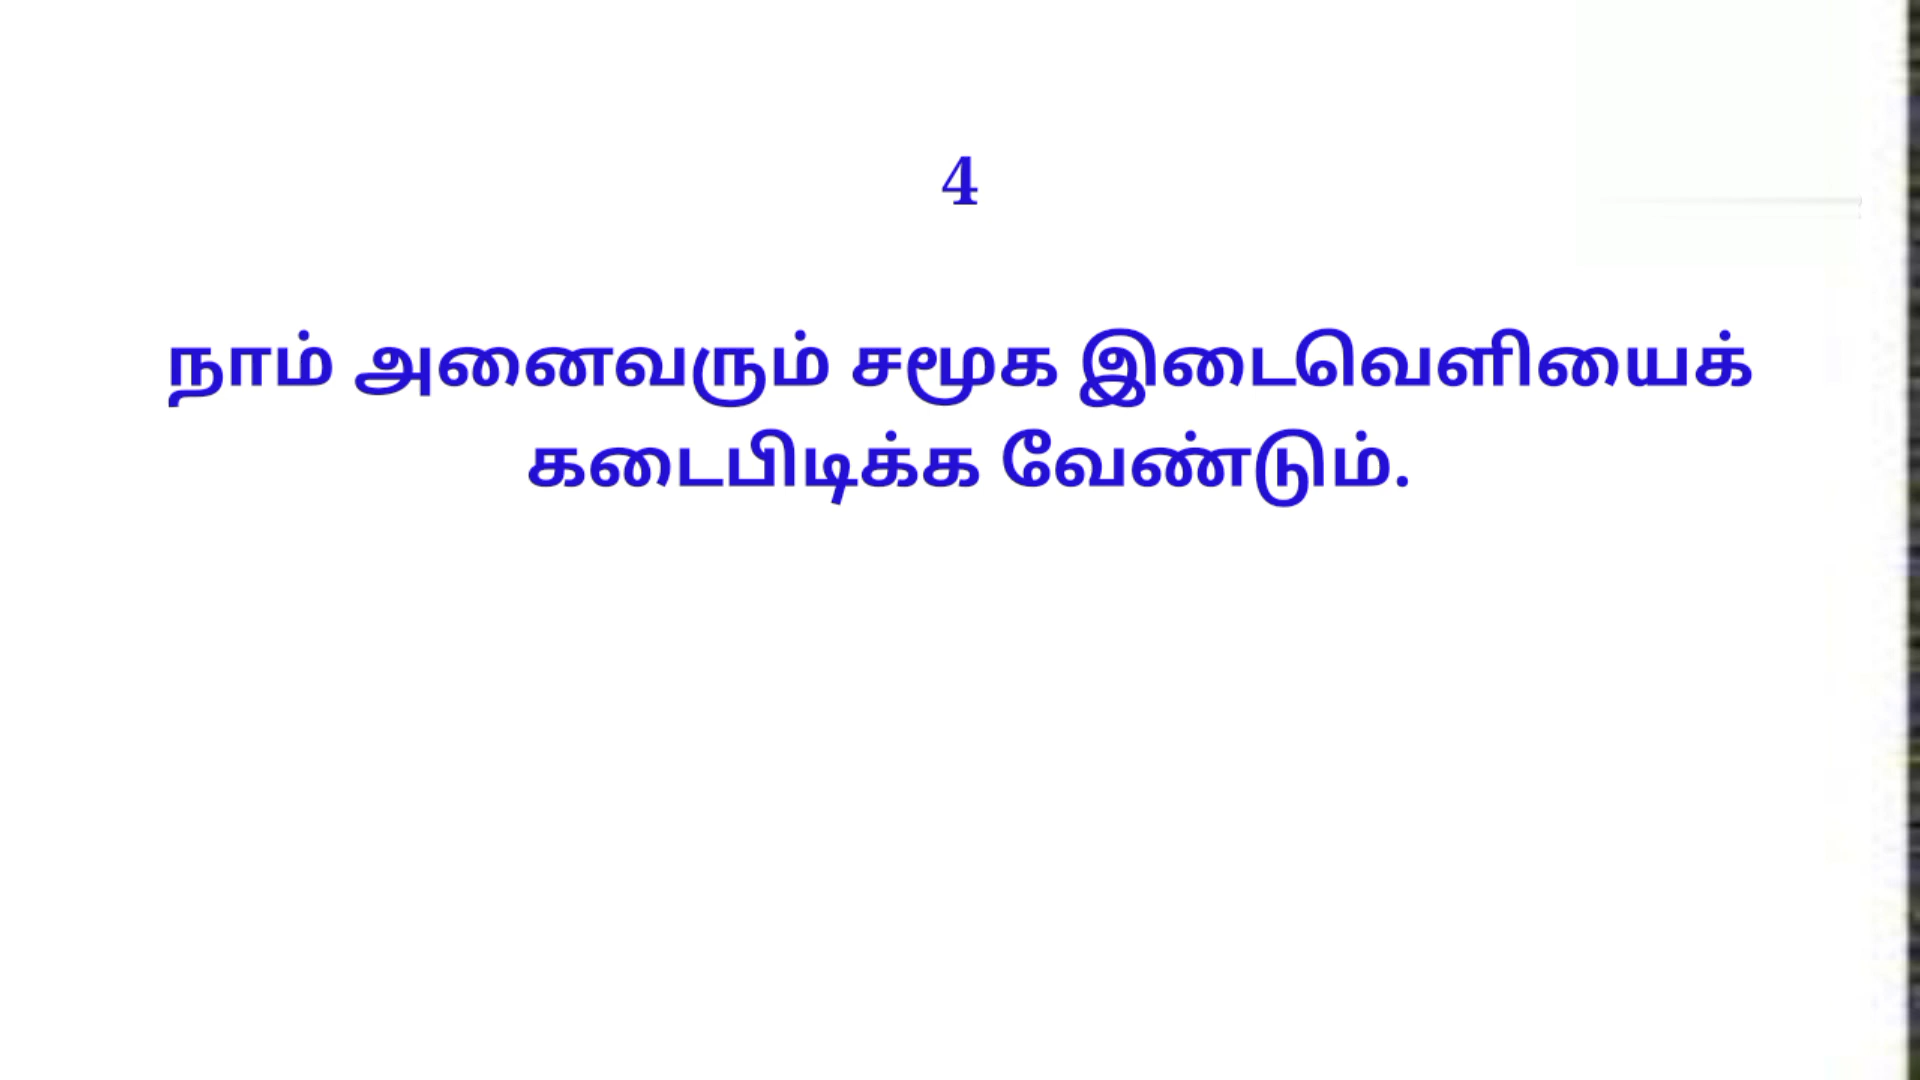 4
நாம் அனைவரும் சமூக இடைவெளியைக்
கடைபிடிக்க வேண்டும்.